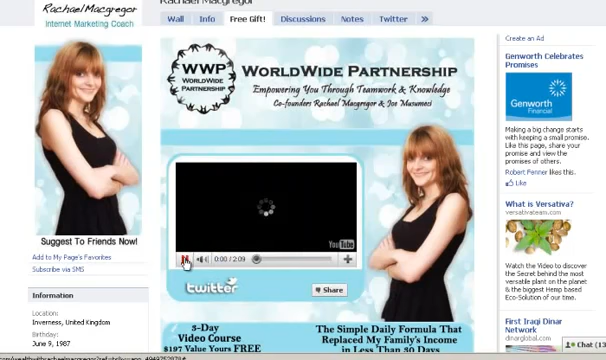 Rachael Macgregor
Wall
Info
Free Gift!
Discussions
Notes
Twitter
»
Rachael Macgregor
Internet Marketing Coach
Suggest To Friends Now!
Add to My Page's Favorites
Subscribe via SMS
Information
Location:
Inverness, United Kingdom
Birthday:
June 9, 1987
WWP
WORLDWIDE
PARTNERSHIP
WORLDWIDE PARTNERSHIP
Empowering You Through Teamwork & Knowledge
Co-founders Rachael Macgregor & Joe Musumeci
YouTube
0:00 / 2:09
twitter
Share
3-Day
Video Course
$197 Value Yours FREE
The Simple Daily Formula That
Replaced My Family's Income
in Less Than 30 Days
Create an Ad
Genworth Celebrates
Promises
Genworth
Financial
Making a big change starts
with keeping a small promise.
Like this page, share your
promise and view the
promises of others.
Robert Fenner likes this.
Like
What is Versativa?
versativateam.com
Watch the Video to discover
the Secret behind the most
versatile plant on the planet
& the biggest Hemp based
Eco-Solution of our time.
First Iraqi Dinar
Network
dinarglobal.com
Chat (13